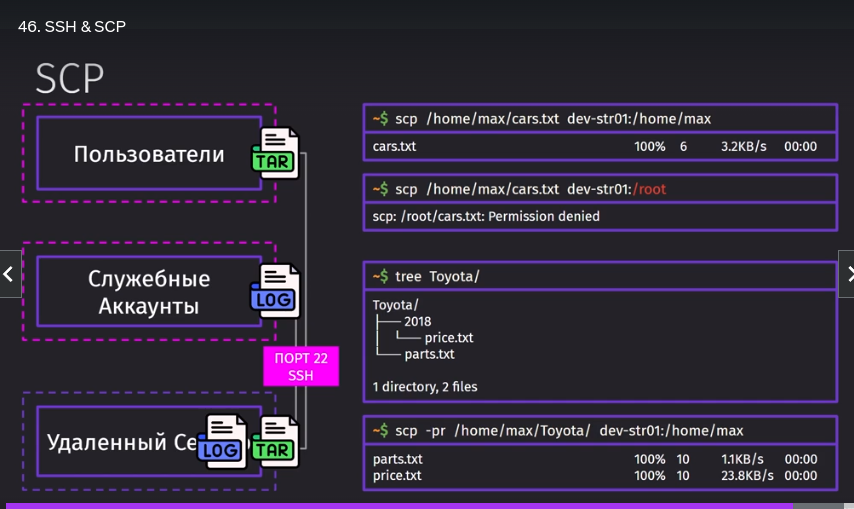 46. SSH & SCP
SCP
Пользователи
TAR
Служебные
Аккаунты
LOG
ПОРТ 22
SSH
Удаленный
LOG
TAR
~$ scp /home/max/cars.txt dev-str01:/home/max
cars.txt 100% 6 3.2KB/s 00:00
~$ scp /home/max/cars.txt dev-str01:/root
scp: /root/cars.txt: Permission denied
~$ tree Toyota/
Toyota/
├── 2018
│   └── price.txt
└── parts.txt
1 directory, 2 files
~$ scp -pr /home/max/Toyota/ dev-str01:/home/max
parts.txt 100% 10 1.1KB/s 00:00
price.txt 100% 10 23.8KB/s 00:00